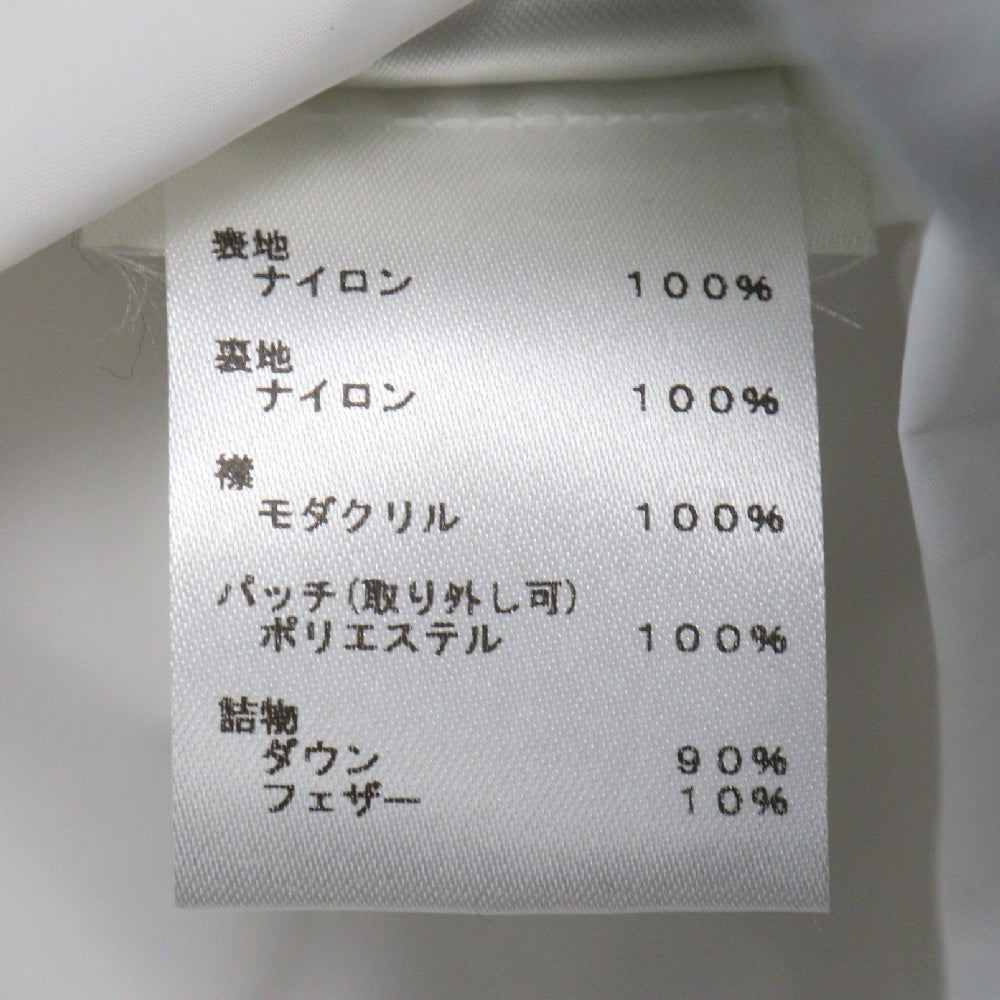 表地
ナイロン 100%
裏地
ナイロン 100%
襟
モダクリル 100%
パッチ(取り外し可)
ポリエステル 100%
詰物
ダウン 90%
フェザー 10%